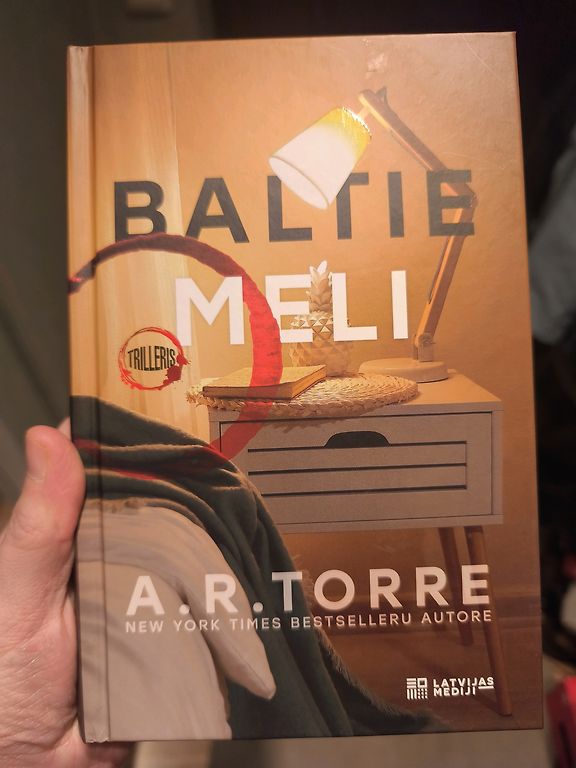 BALTIE
MELI
TRILLERIS
A.R.TORRE
NEW YORK TIMES BESTSELLERU AUTORE
LATVIJAS
MEDIJI